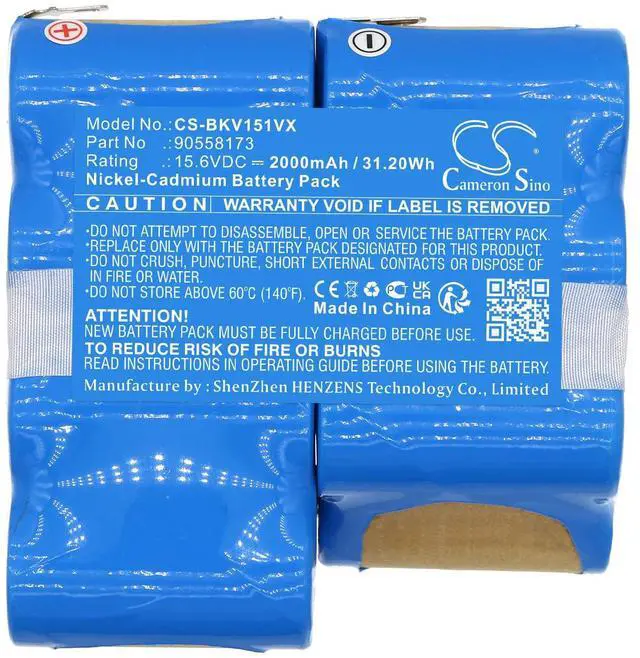 Model No.: CS-BKV151VX
Part No .: 90558173
Rating .: 15.6VDC ⎓ 2000mAh / 31.20Wh
Nickel-Cadmium Battery Pack
CS
Cameron Sino
CAUTION WARRANTY VOID IF LABEL IS REMOVED
*DO NOT ATTEMPT TO DISASSEMBLE, OPEN OR SERVICE THE BATTERY PACK.
*REPLACE ONLY WITH THE BATTERY PACK DESIGNATED FOR THIS PRODUCT.
*DO NOT CRUSH, PUNCTURE, SHORT EXTERNAL CONTACTS OR DISPOSE OF
IN FIRE OR WATER.
*DO NOT STORE ABOVE 60°C (140°F).
CE PC UK CA
Made In China
ATTENTION!
NEW BATTERY PACK MUST BE FULLY CHARGED BEFORE USE.
TO REDUCE RISK OF FIRE OR BURNS
READ INSTRUCTIONS IN OPERATING GUIDE BEFORE USING THE BATTERY.
Manufacture by : ShenZhen HENZENS Technology Co., Limited